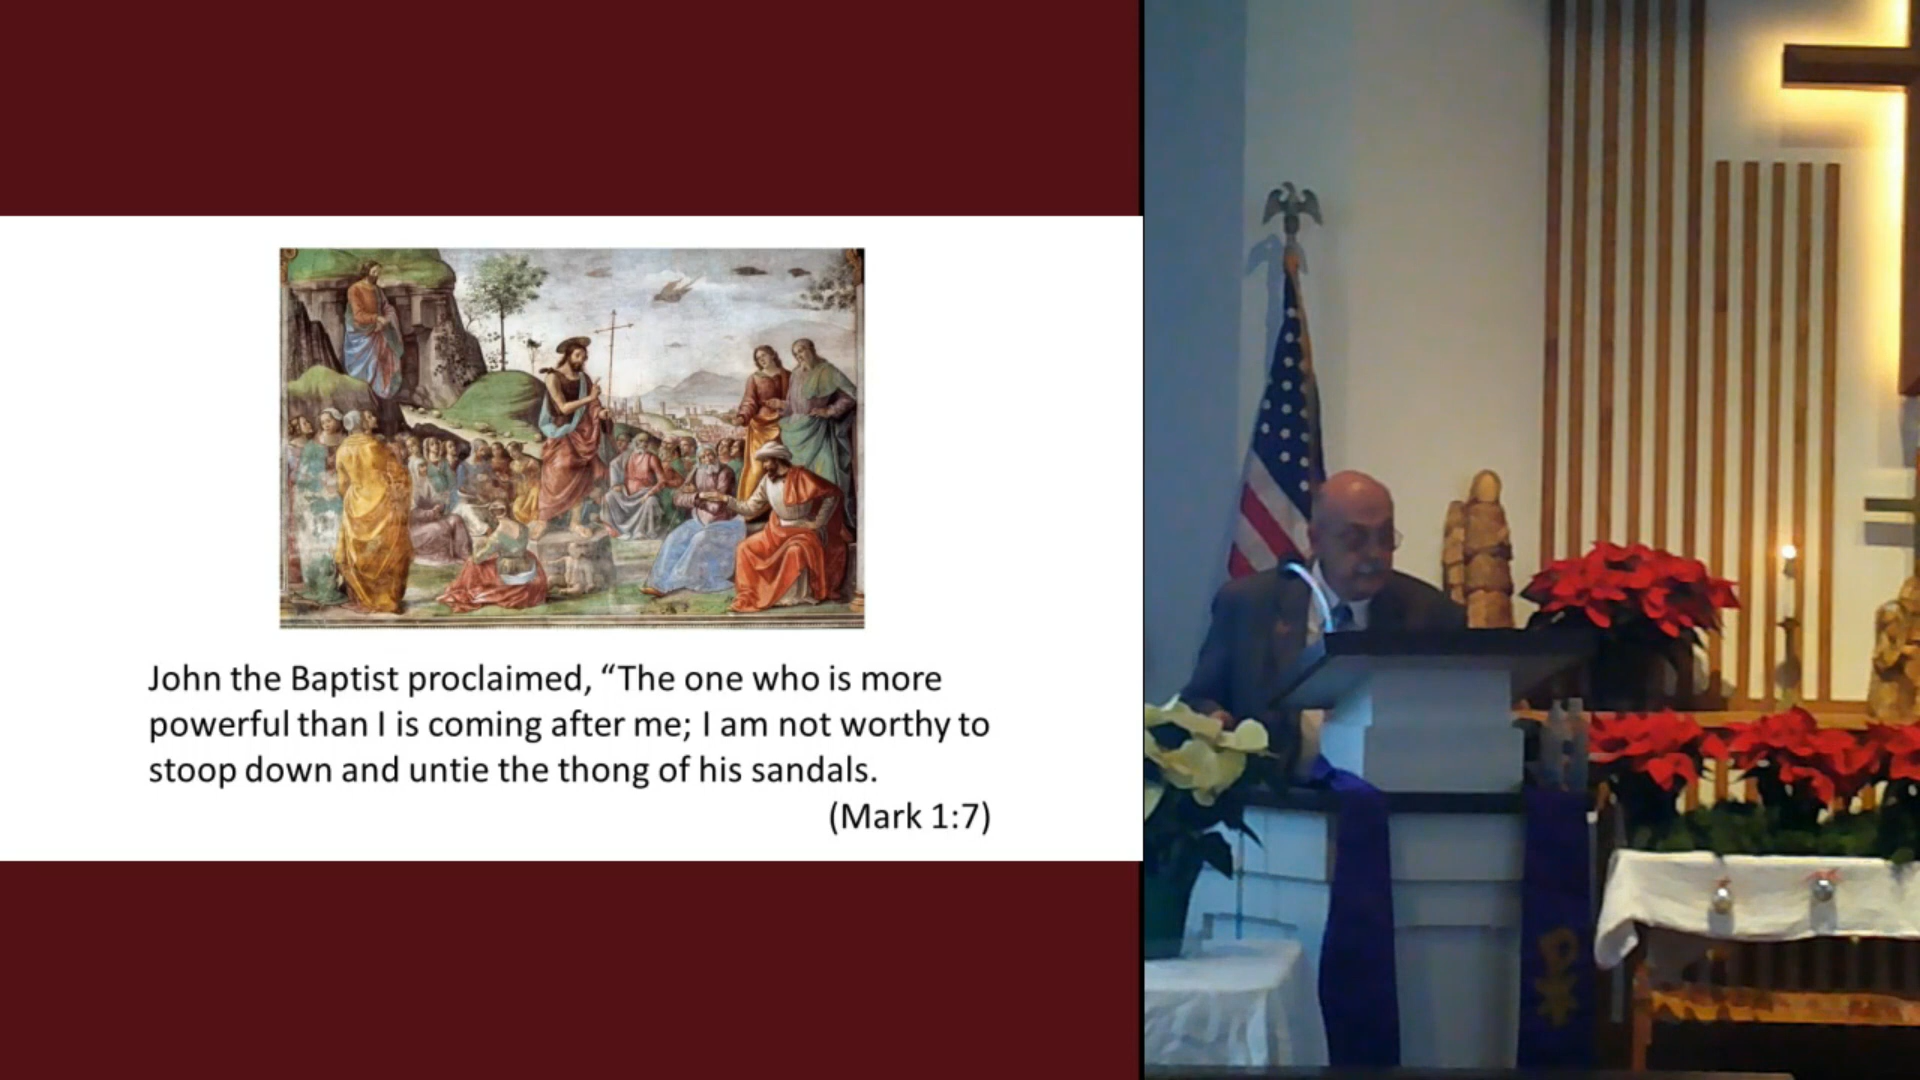 John the Baptist proclaimed, “The one who is more
powerful than I is coming after me; I am not worthy to
stoop down and untie the thong of his sandals.
(Mark 1:7)